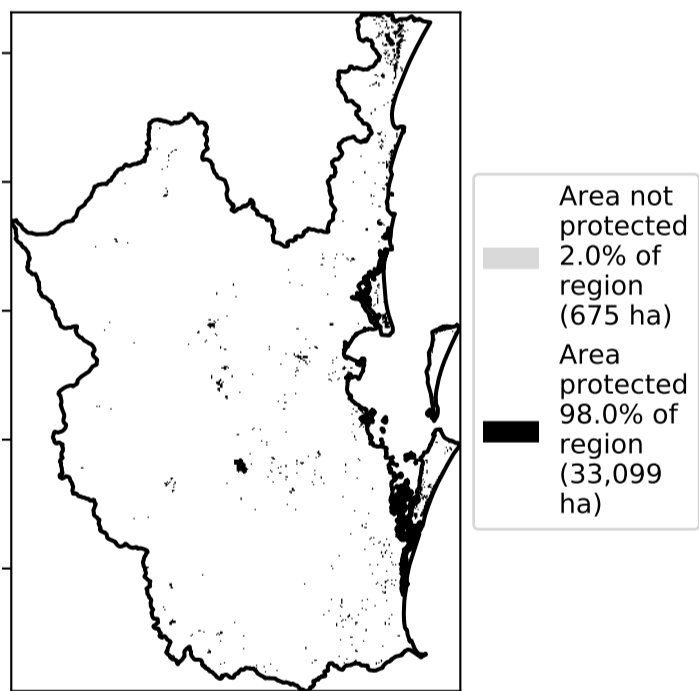 Area not
protected
2.0% of
region
(675 ha)
Area
protected
98.0% of
region
(33,099
ha)